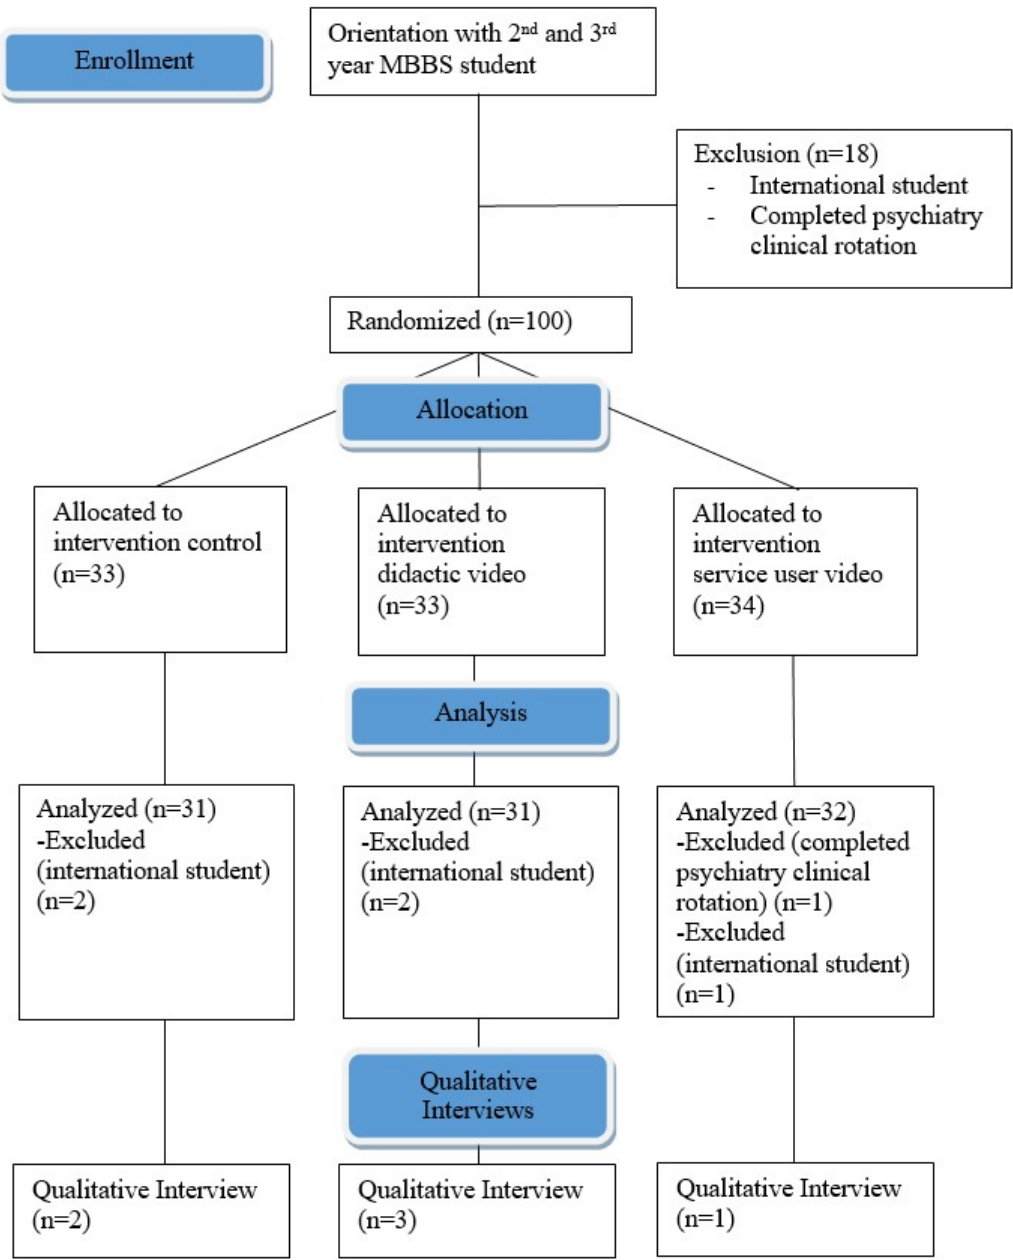 Enrollment
Orientation with 2nd and 3rd
year MBBS student
Exclusion (n=18)
- International student
- Completed psychiatry
clinical rotation
Randomized (n=100)
Allocation
Allocated to
intervention control
(n=33)
Allocated to
intervention
didactic video
(n=33)
Allocated to
intervention
service user video
(n=34)
Analysis
Analyzed (n=31)
-Excluded
(international student)
(n=2)
Analyzed (n=31)
-Excluded
(international student)
(n=2)
Analyzed (n=32)
-Excluded (completed
psychiatry clinical
rotation) (n=1)
-Excluded
(international student)
(n=1)
Qualitative
Interviews
Qualitative Interview
(n=2)
Qualitative Interview
(n=3)
Qualitative Interview
(n=1)